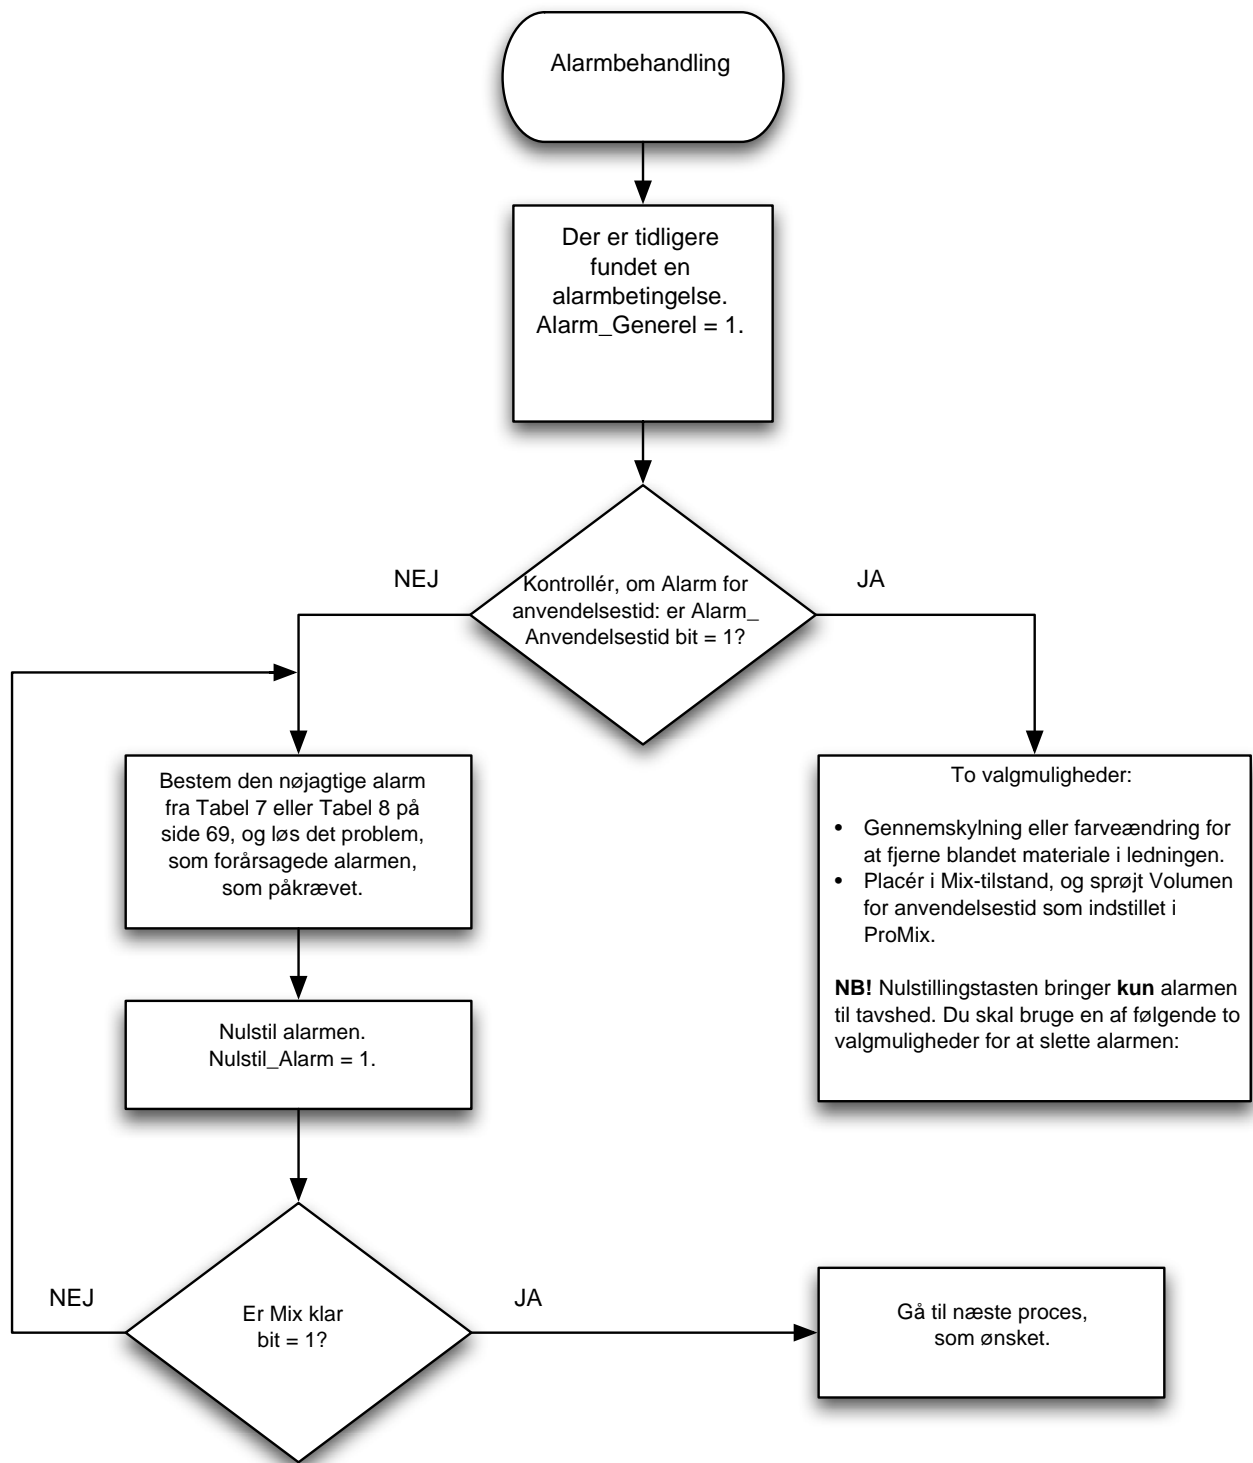 Alarmbehandling
Der er tidligere
fundet en
alarmbetingelse.
Alarm_Generel = 1.
NEJ
JA
Kontrollér, om Alarm for
anvendelsestid: er Alarm_
Anvendelsestid bit = 1?
Bestem den nøjagtige alarm
fra Tabel 7 eller Tabel 8 på
side 69, og løs det problem,
som forårsagede alarmen,
som påkrævet.
To valgmuligheder:
• Gennemskylning eller farveændring for
at fjerne blandet materiale i ledningen.
• Placér i Mix-tilstand, og sprøjt Volumen
for anvendelsestid som indstillet i
ProMix.
NB! Nulstillingstasten bringer kun alarmen
til tavshed. Du skal bruge en af følgende to
valgmuligheder for at slette alarmen:
Nulstil alarmen.
Nulstil_Alarm = 1.
NEJ
JA
Er Mix klar
bit = 1?
Gå til næste proces,
som ønsket.